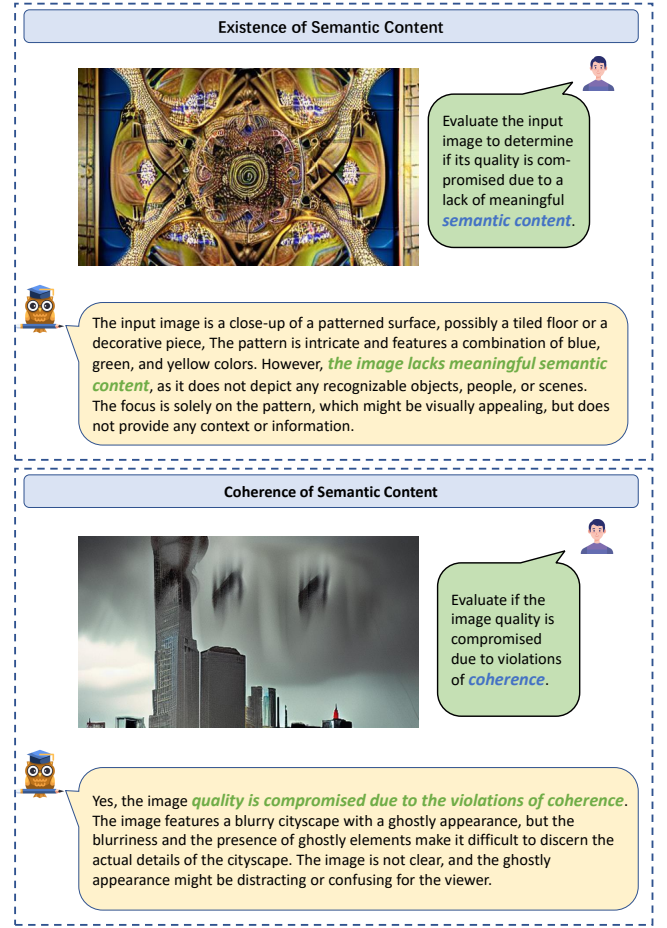 Existence of Semantic Content
Evaluate the input
image to determine
if its quality is com-
promised due to a
lack of meaningful
semantic content.
The input image is a close-up of a patterned surface, possibly a tiled floor or a
decorative piece, The pattern is intricate and features a combination of blue,
green, and yellow colors. However, the image lacks meaningful semantic
content, as it does not depict any recognizable objects, people, or scenes.
The focus is solely on the pattern, which might be visually appealing, but does
not provide any context or information.
Coherence of Semantic Content
Evaluate if the
image quality is
compromised
due to violations
of coherence.
Yes, the image quality is compromised due to the violations of coherence.
The image features a blurry cityscape with a ghostly appearance, but the
blurriness and the presence of ghostly elements make it difficult to discern the
actual details of the cityscape. The image is not clear, and the ghostly
appearance might be distracting or confusing for the viewer.